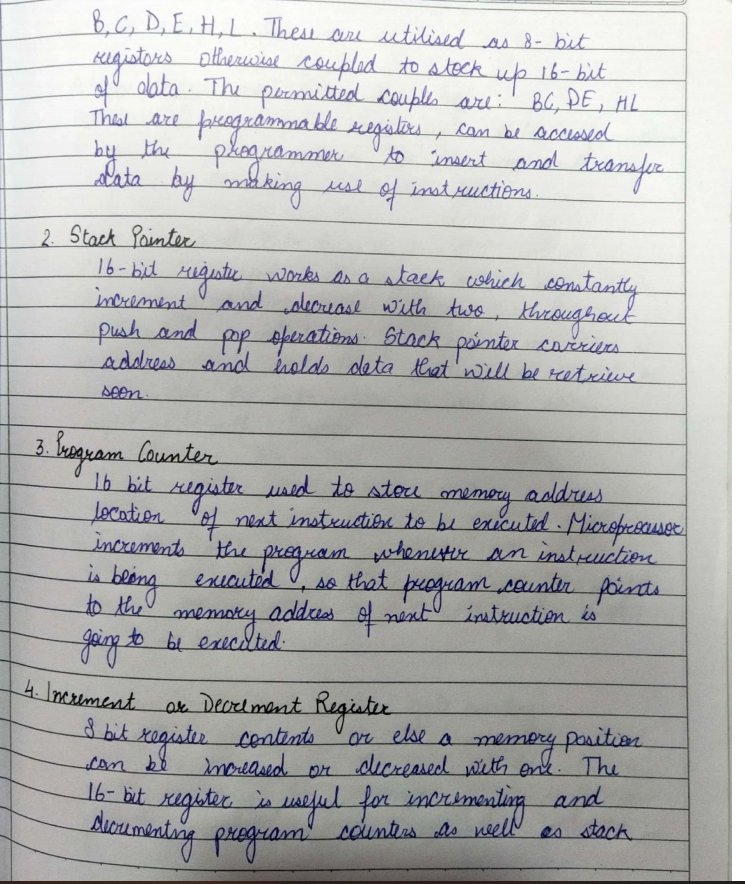 B, C, D, E, H, L. These are utilised as 8-bit
registors otherwise coupled to stock up 16-bit
of data. The permitted couples are: BC, DE, HL
These are programmable registers, can be accessed
by the programmer to insert and transfer
data by making use of instructions.
2. Stack Pointer
16-bit register works as a stack which constantly
increment and decrease with two, throughout
push and pop operations. Stack pointer carriers
address and holds data that will be retrieve
soon.
3. Program Counter
16 bit register used to store memory address
location of next instruction to be executed. Microprocessor
increments the program whenever an instruction
is being executed, so that program counter points
to the memory address of next instruction is
going to be executed.
4. Increment or Decrement Register
8 bit register contents or else a memory position
can be increased or decreased with one. The
16-bit register is useful for incrementing and
decrementing program counters as well as stack